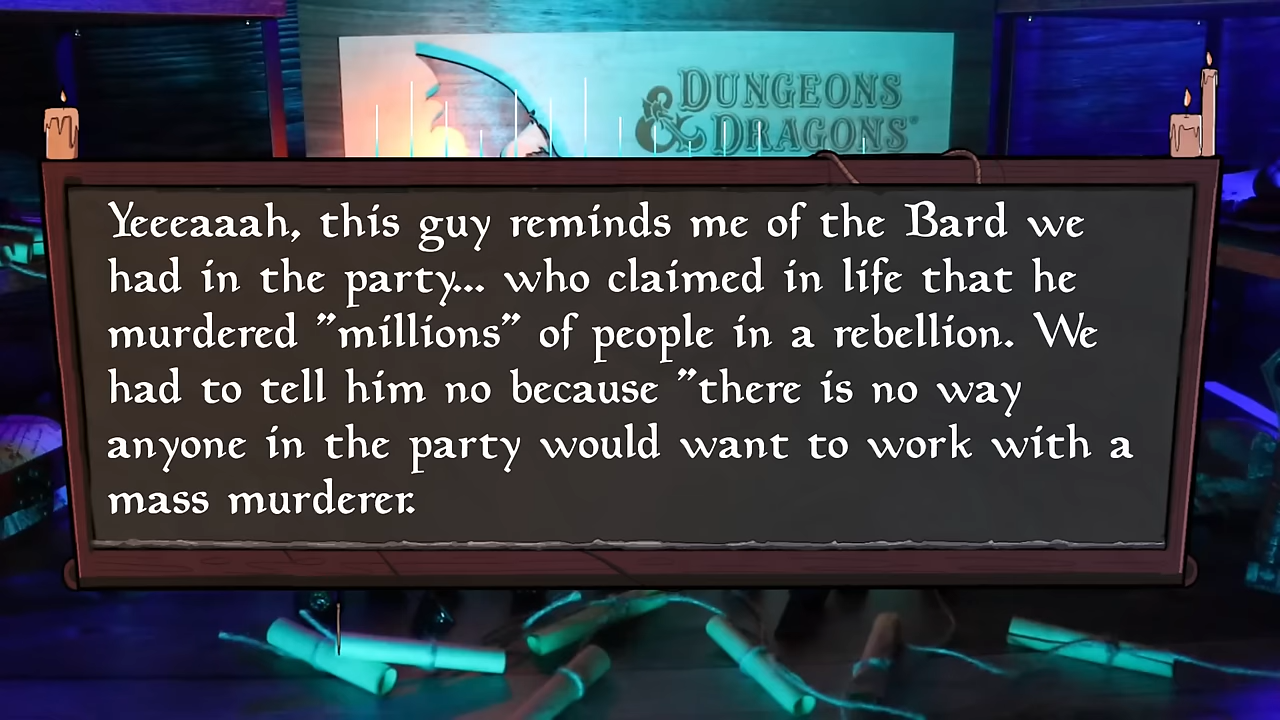 DUNGEONS
& DRAGONS®
Yeeeaaah, this guy reminds me of the Bard we
had in the party... who claimed in life that he
murdered "millions" of people in a rebellion. We
had to tell him no because "there is no way
anyone in the party would want to work with a
mass murderer.